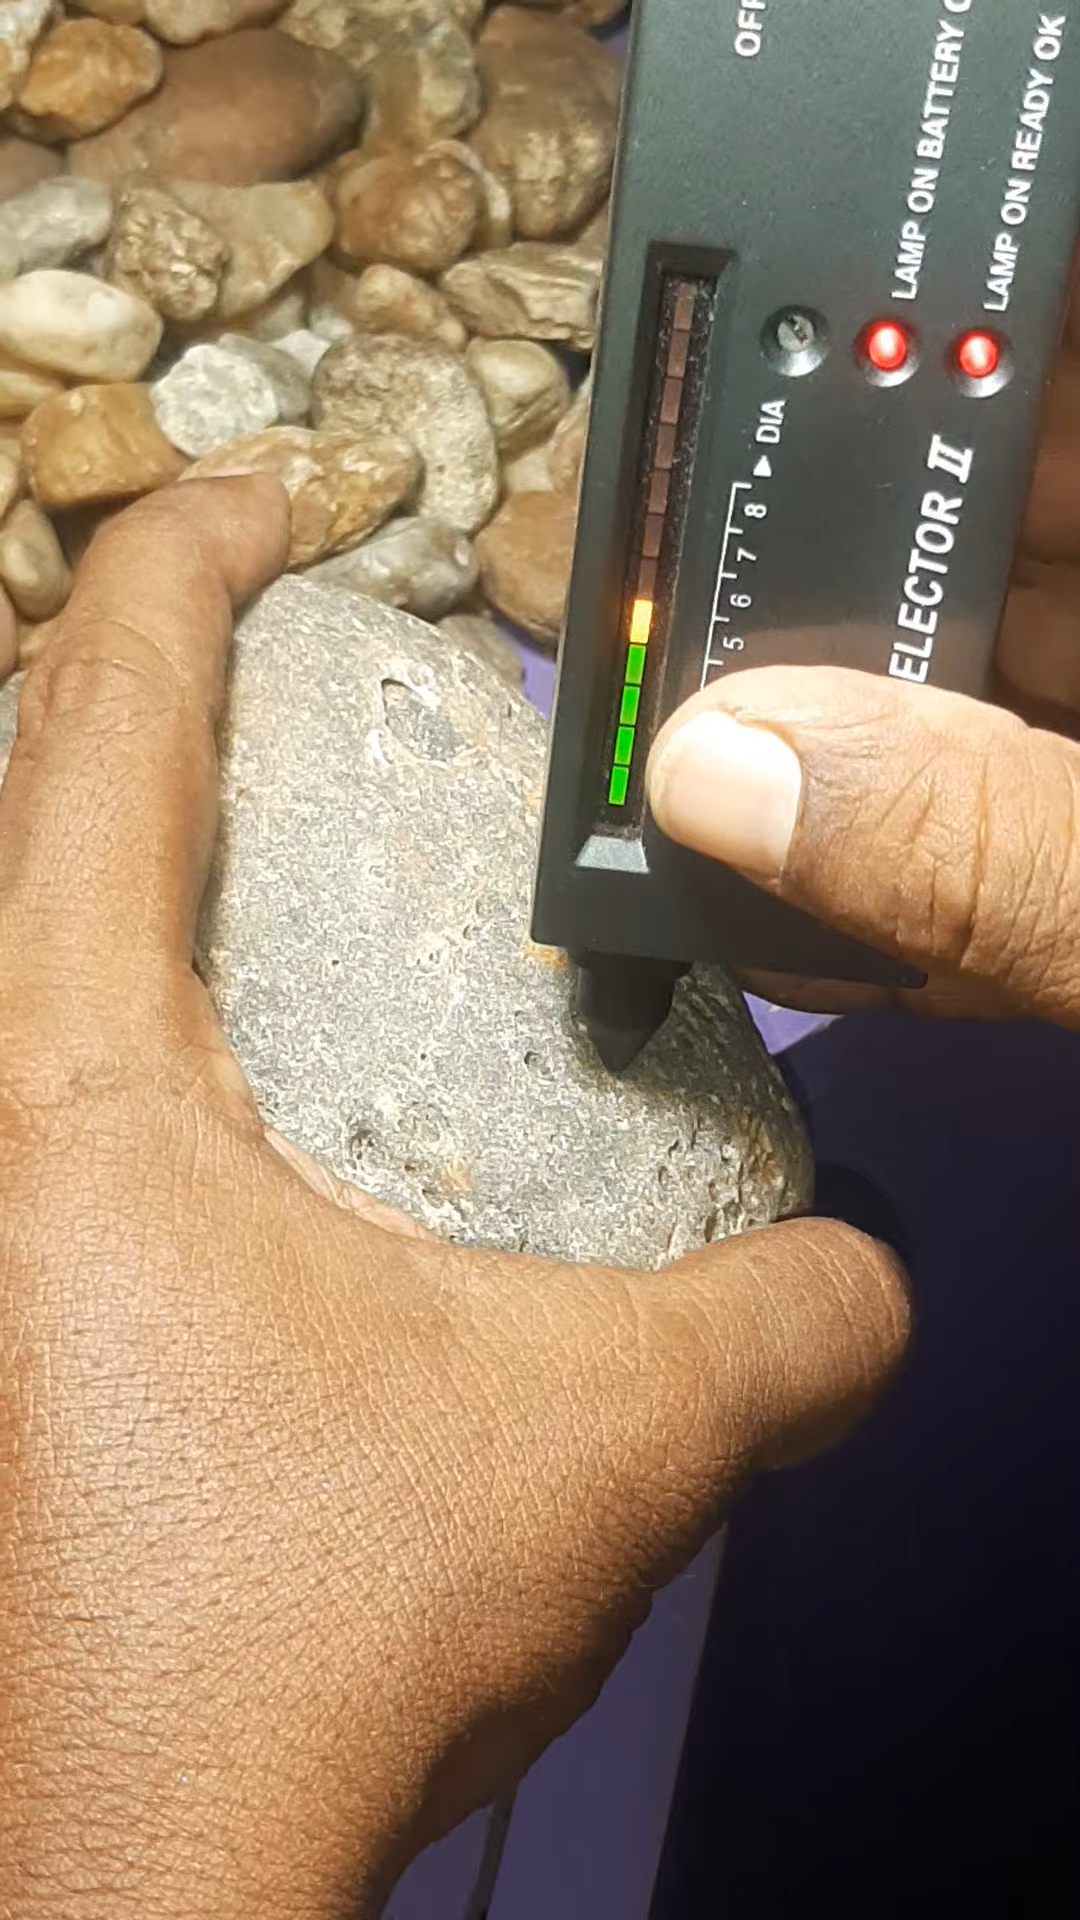 OFF
LAMP ON BATTERY O
LAMP ON READY OK
5 6 7 8 ▶ DIA
ELECTOR II